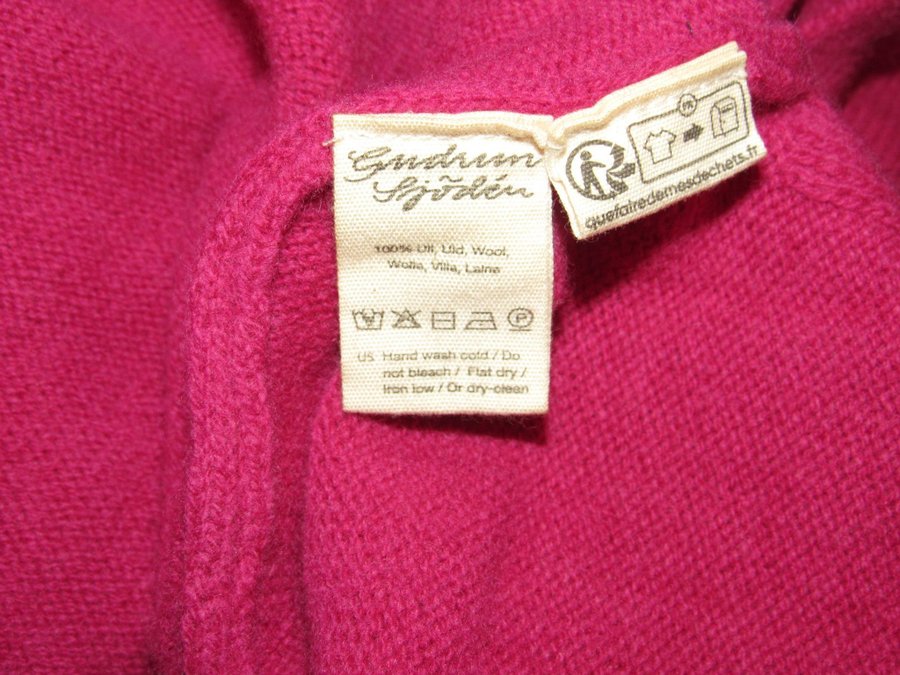 Gudrun
Sjödén
100% Ull, Uld, Wool,
Wolle, Villa, Laine
P
US Hand wash cold / Do
not bleach / Flat dry /
Iron low / Or dry-clean
FR
quefairedemesdechets.fr